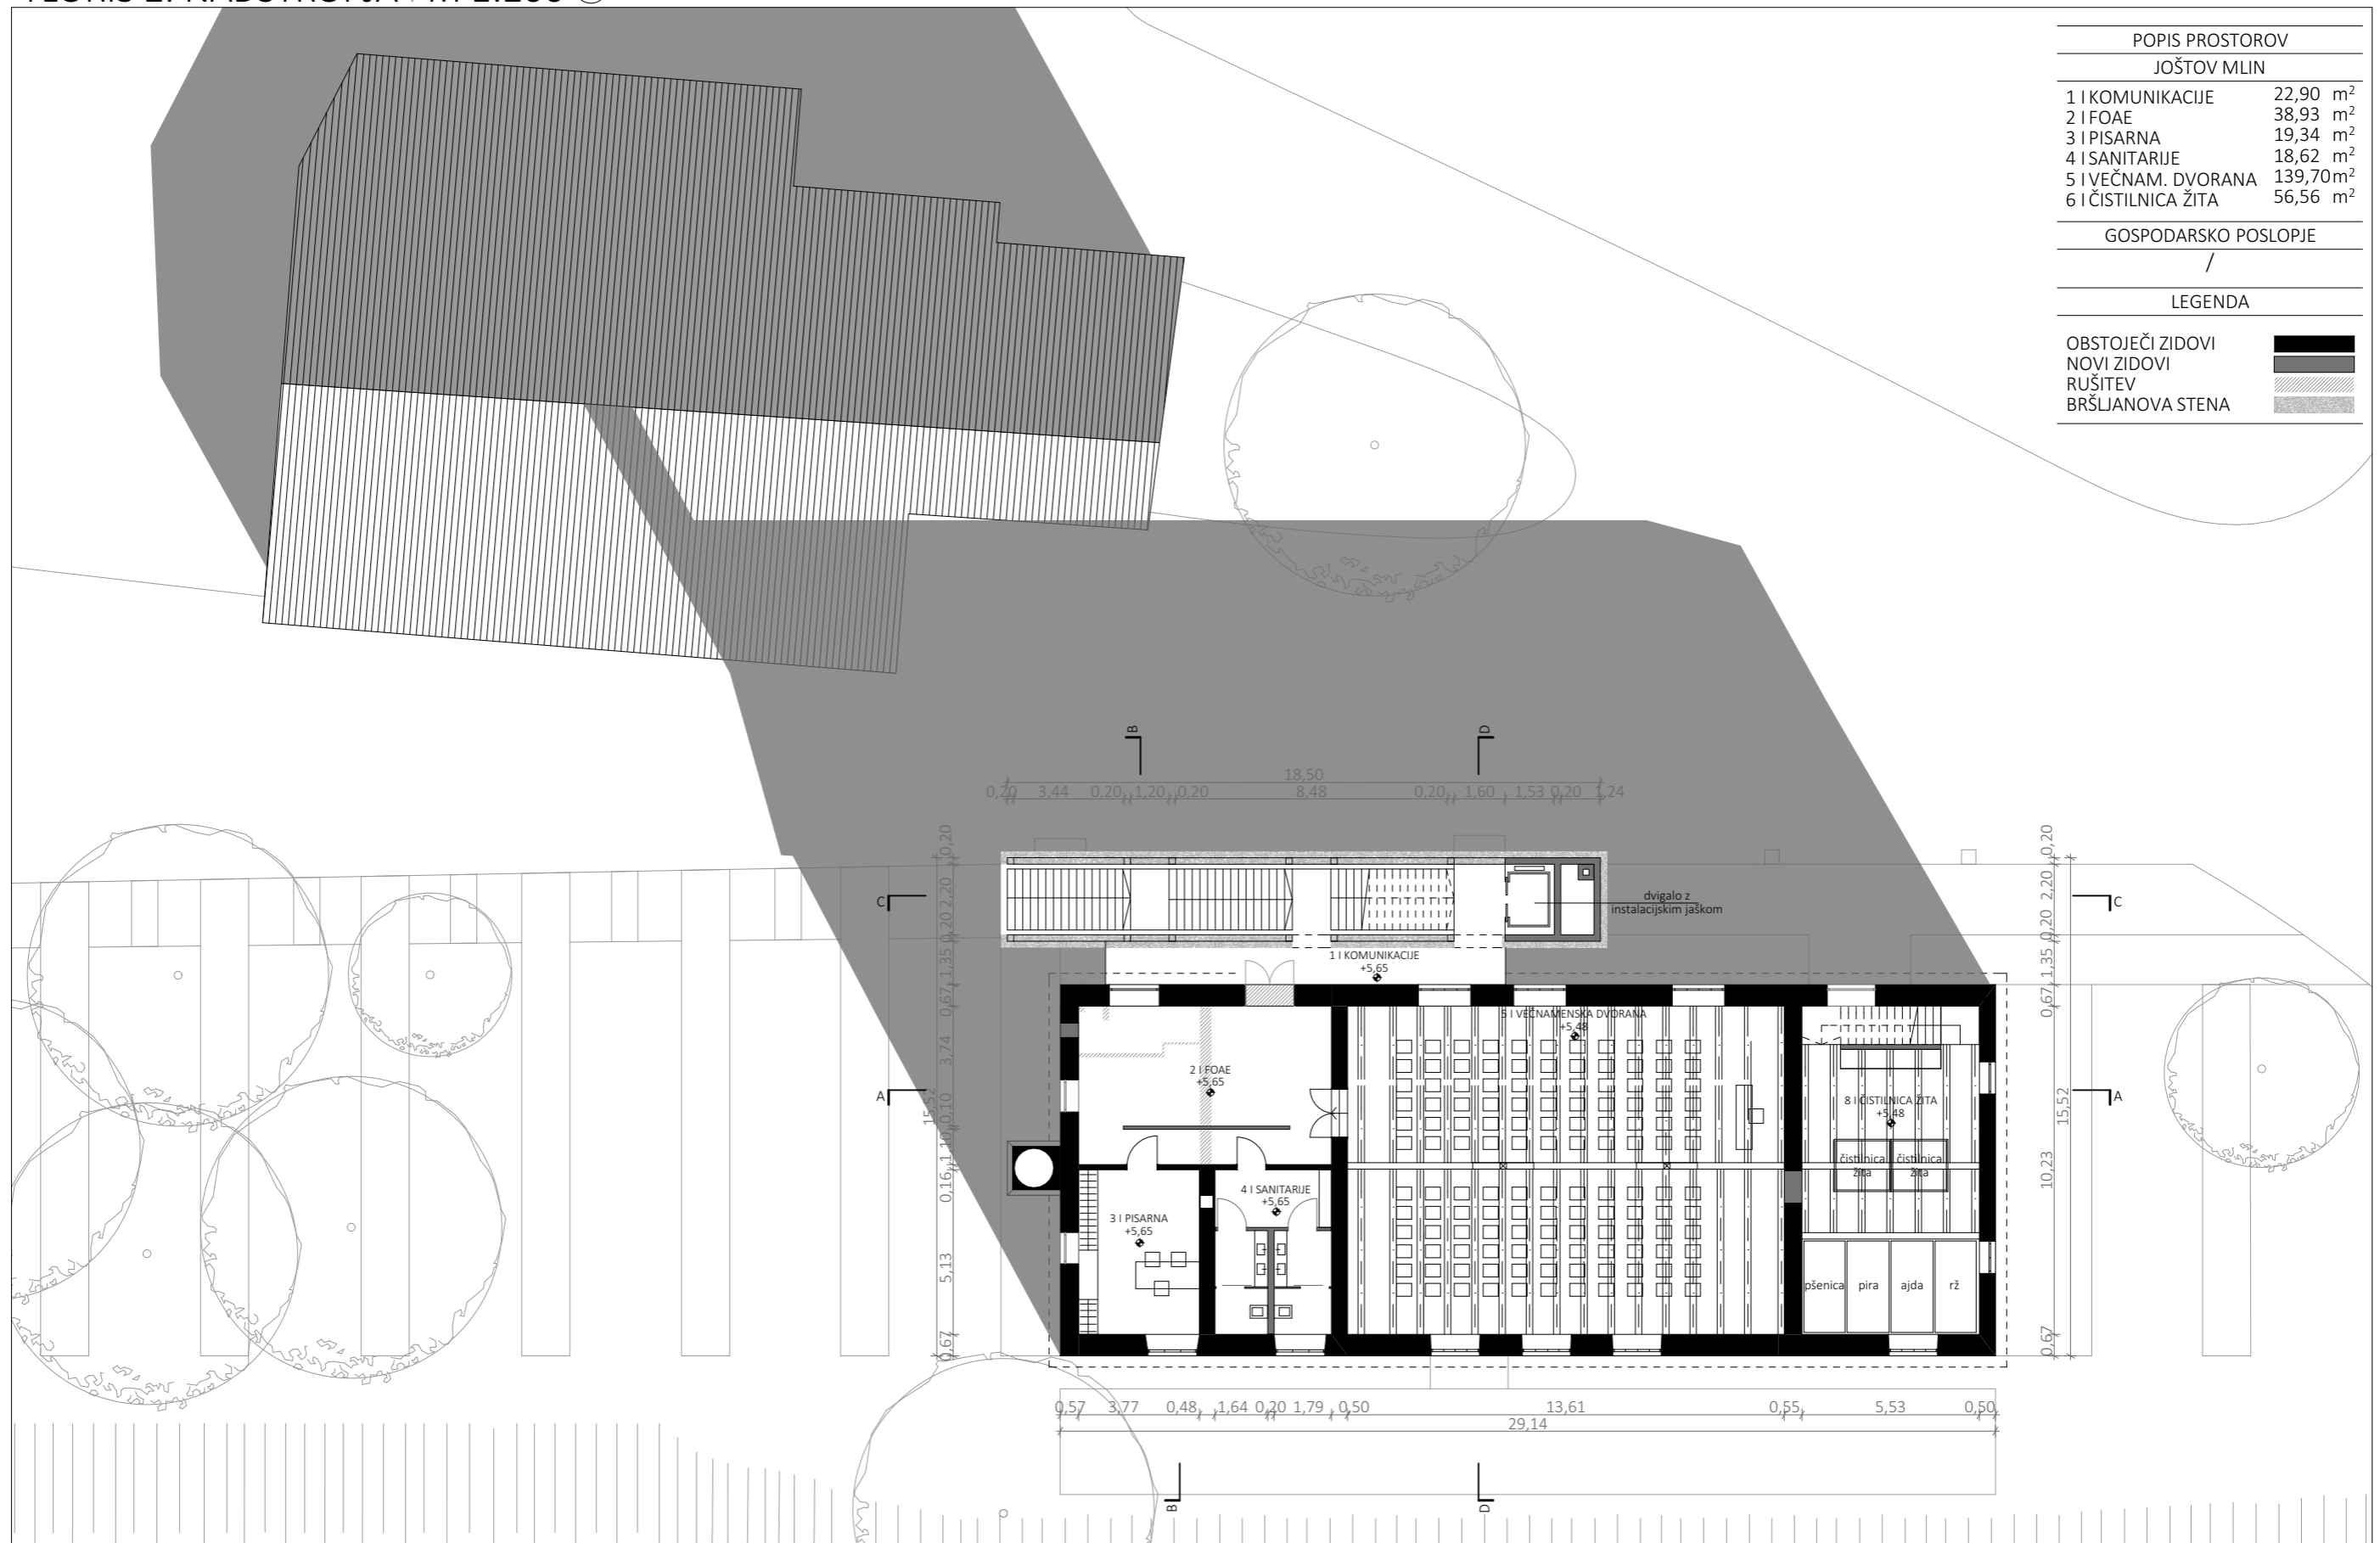 POPIS PROSTOROV
JOŠTOV MLIN
1 I KOMUNIKACIJE 22,90 m²
2 I FOAE 38,93 m²
3 I PISARNA 19,34 m²
4 I SANITARIJE 18,62 m²
5 I VEČNAM. DVORANA 139,70 m²
6 I ČISTILNICA ŽITA 56,56 m²
GOSPODARSKO POSLOPJE
/
LEGENDA
OBSTOJEČI ZIDOVI
NOVI ZIDOVI
RUŠITEV
BRŠLJANOVA STENA
B
D
18,50
0,20 3,44 0,20 1,20 0,20 8,48 0,20 1,60 1,53 0,20 1,24
0,20
2,20
0,20
1,35
0,67
3,74
0,10
1,10
0,16
5,13
0,67
15,52
C
A
dvigalo z
instalacijskim jaškom
1 I KOMUNIKACIJE
+5,65
5 I VEČNAMENSKA DVORANA
+5,48
2 I FOAE
+5,65
8 I ČISTILNICA ŽITA
+5,48
čistilnica
žita
čistilnica
žita
4 I SANITARIJE
+5,65
3 I PISARNA
+5,65
pšenica
pira
ajda
rž
0,20
2,20
0,20
1,35
0,67
10,23
0,67
15,52
C
A
0,57 3,77 0,48 1,64 0,20 1,79 0,50 13,61 0,55 5,53 0,50
29,14
B
D